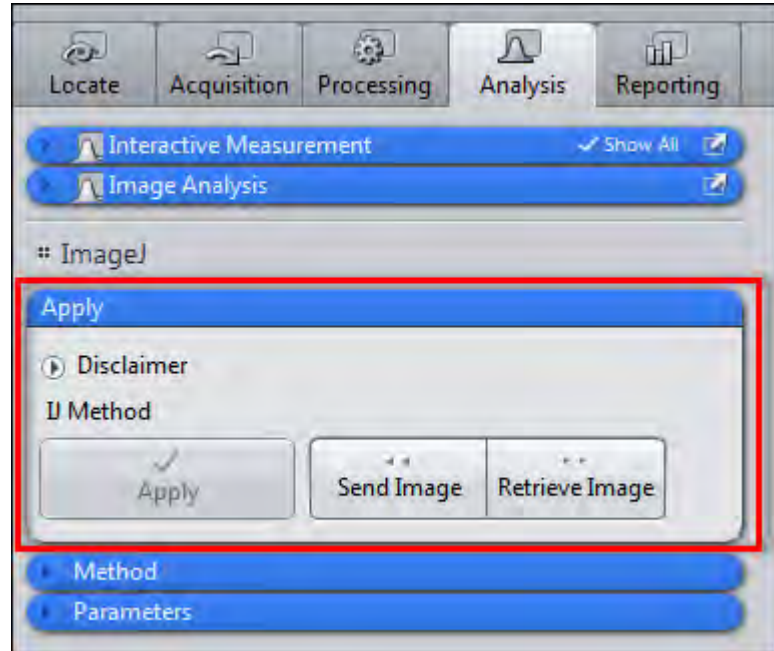 Locate Acquisition Processing Analysis Reporting
Interactive Measurement Show All
Image Analysis
ImageJ
Apply
Disclaimer
IJ Method
Apply Send Image Retrieve Image
Method
Parameters